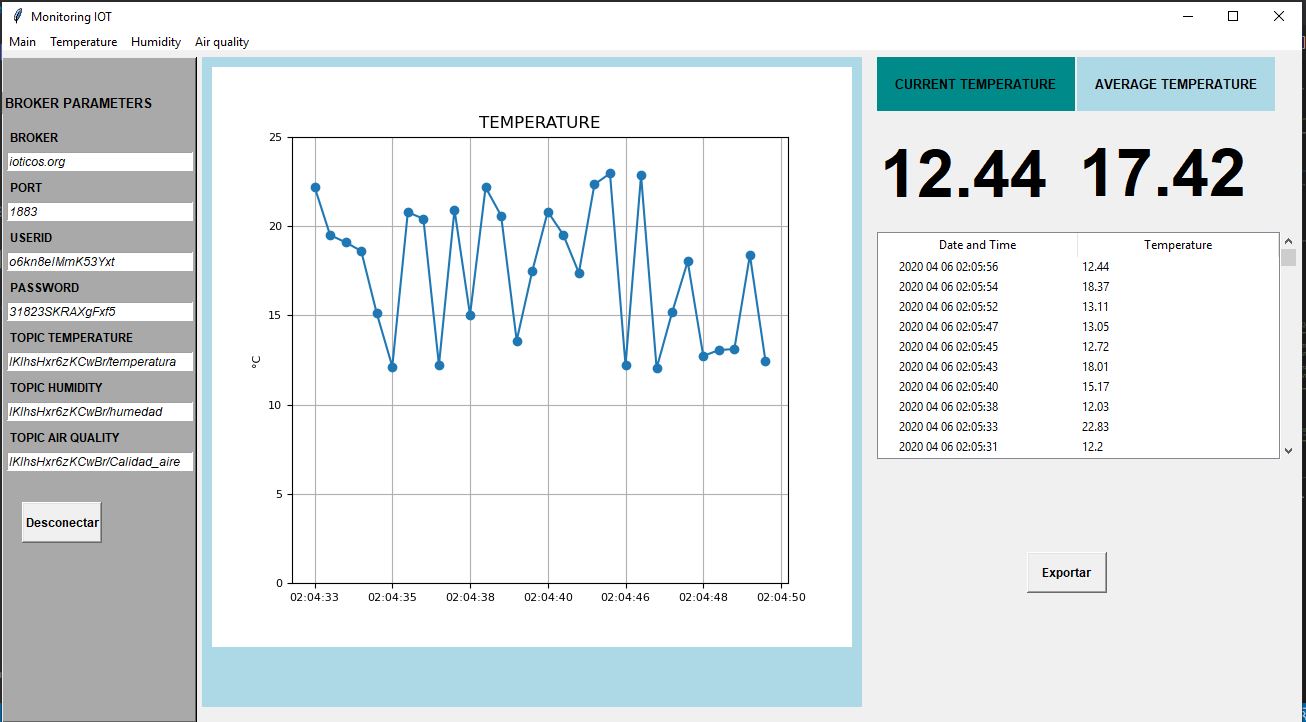 Monitoring IOT
Main Temperature Humidity Air quality
BROKER PARAMETERS
BROKER
ioticos.org
PORT
1883
USERID
o6kn8elMmK53Yxt
PASSWORD
31823SKRAXgFxf5
TOPIC TEMPERATURE
lKlhsHxr6zKCwBr/temperatura
TOPIC HUMIDITY
lKlhsHxr6zKCwBr/humedad
TOPIC AIR QUALITY
lKlhsHxr6zKCwBr/Calidad_aire
Desconectar
TEMPERATURE
°C
25
20
15
10
5
0
02:04:33 02:04:35 02:04:38 02:04:40 02:04:46 02:04:48 02:04:50
CURRENT TEMPERATURE AVERAGE TEMPERATURE
12.44 17.42
Date and Time Temperature
2020 04 06 02:05:56 12.44
2020 04 06 02:05:54 18.37
2020 04 06 02:05:52 13.11
2020 04 06 02:05:47 13.05
2020 04 06 02:05:45 12.72
2020 04 06 02:05:43 18.01
2020 04 06 02:05:40 15.17
2020 04 06 02:05:38 12.03
2020 04 06 02:05:33 22.83
2020 04 06 02:05:31 12.2
Exportar